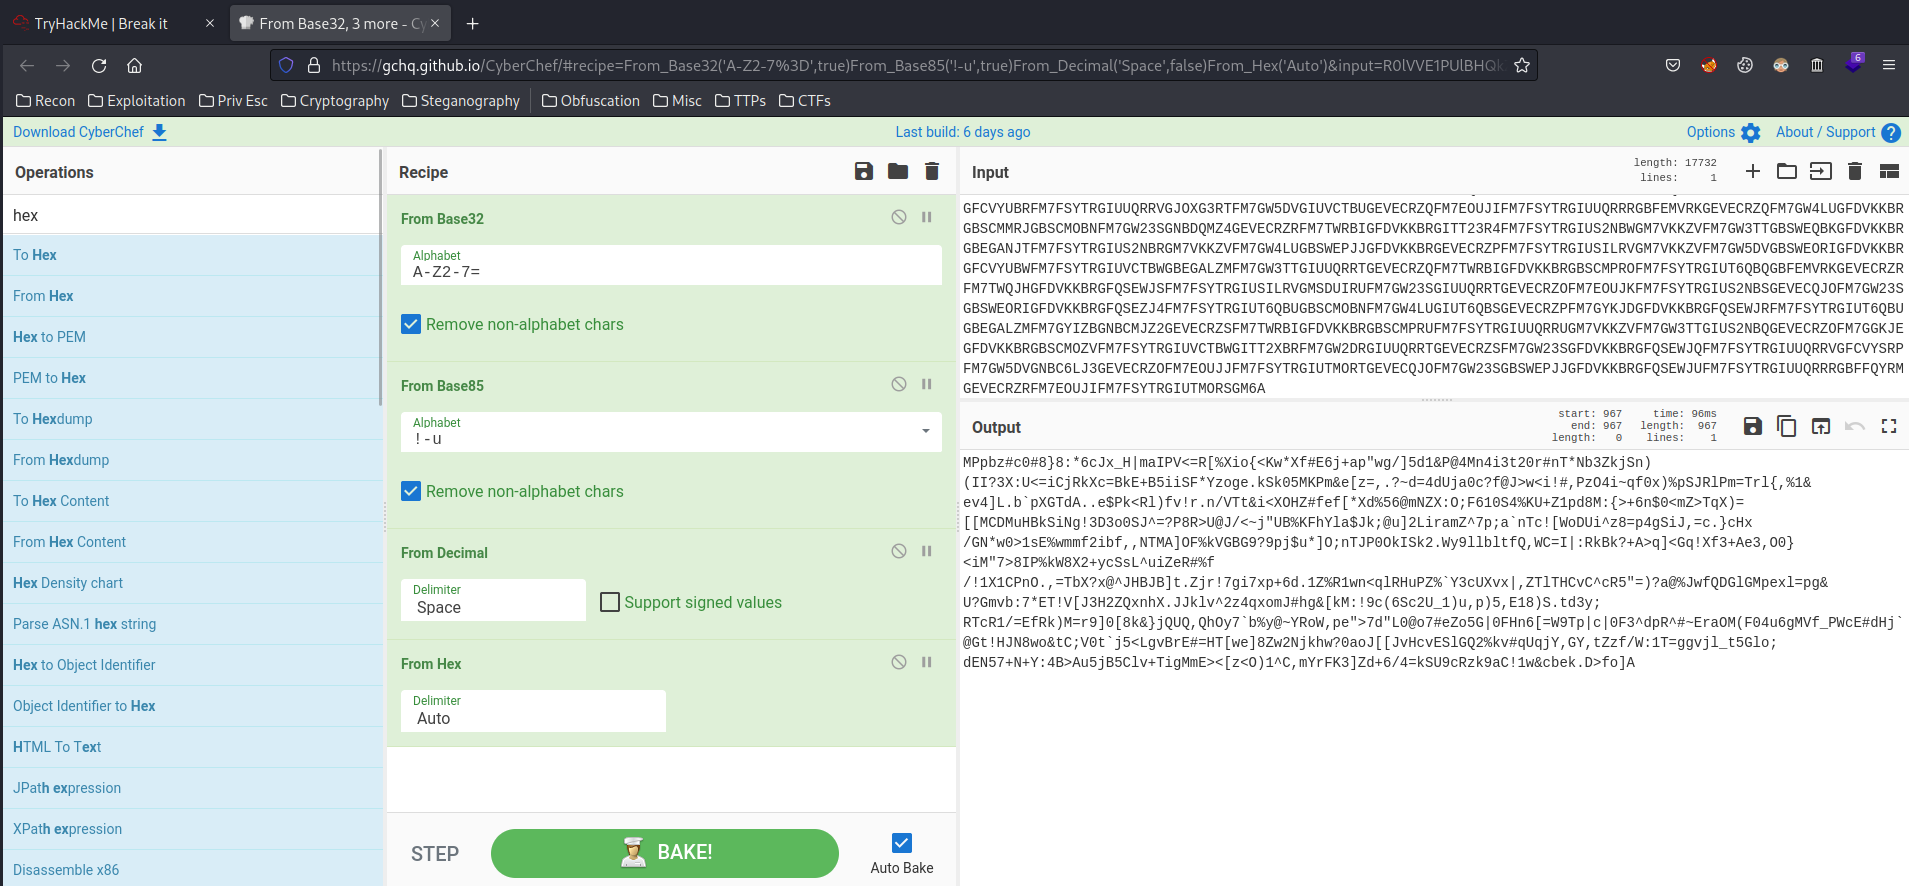 TryHackMe | Break it
From Base32, 3 more - Cy
https://gchq.github.io/CyberChef/#recipe=From_Base32('A-Z2-7%3D',true)From_Base85('!-u',true)From_Decimal('Space',false)From_Hex('Auto')&input=R0lVVE1PUlBHQk
6
Recon
Exploitation
Priv Esc
Cryptography
Steganography
Obfuscation
Misc
TTPs
CTFs
Download CyberChef
Last build: 6 days ago
Options
About / Support
Operations
hex
To Hex
From Hex
Hex to PEM
PEM to Hex
To Hexdump
From Hexdump
To Hex Content
From Hex Content
Hex Density chart
Parse ASN.1 hex string
Hex to Object Identifier
Object Identifier to Hex
HTML To Text
JPath expression
XPath expression
Disassemble x86
Recipe
From Base32
Alphabet
A-Z2-7=
Remove non-alphabet chars
From Base85
Alphabet
!-u
Remove non-alphabet chars
From Decimal
Delimiter
Space
Support signed values
From Hex
Delimiter
Auto
STEP
BAKE!
Auto Bake
Input
length: 17732
lines: 1
GFCVYUBRFM7FSYTRGIUUQRRVGJOXG3RTFM7GW5DVGIUVCTBUGEVECRZQFM7EOUJIFM7FSYTRGIUUQRRRGBFEMVRKGEVECRZQFM7GW4LUGFDVKKBR
GBSCMMRJGBSCMOBNFM7GW23SGNBDQMZ4GEVECRZRFM7TWRBIGFDVKKBRGITT23R4FM7FSYTRGIUS2NBWGM7VKKZVFM7GW3TTGBSWEQBKGFDVKKBR
GBEGANJTFM7FSYTRGIUS2NBRGM7VKKZVFM7GW4LUGBSWEPJJGFDVKKBRGEVECRZPFM7FSYTRGIUSILRVGM7VKKZVFM7GW5DVGBSWEORIGFDVKKBR
GFCVYUBWFM7FSYTRGIUVCTBWGBEGALZMFM7GW3TTGIUUQRRTGEVECRZQFM7TWRBIGFDVKKBRGBSCMPROFM7FSYTRGIUT6QBQGBFEMVRKGEVECRZR
FM7TWQJHGFDVKKBRGFQSEWJSFM7FSYTRGIUSILRVGMSDUIRUFM7GW23SGIUUQRRTGEVECRZOFM7EOUJKFM7FSYTRGIUS2NBSGEVECQJOFM7GW23S
GBSWEORIGFDVKKBRGFQSEZJ4FM7FSYTRGIUT6QBUGBSCMOBNFM7GW4LUGIUT6QBSGEVECRZPFM7GYKJDGFDVKKBRGFQSEWJRFM7FSYTRGIUT6QBU
GBEGALZMFM7GYIZBGNBCMJZ2GEVECRZSFM7TWRBIGFDVKKBRGBSCMPRUFM7FSYTRGIUUQRRUGM7VKKZVFM7GW3TTGIUS2NBQGEVECRZOFM7GGKJE
GFDVKKBRGBSCMOZVFM7FSYTRGIUVCTBWGITT2XBRFM7GW2DRGIUUQRRTGEVECRZSFM7GW23SGFDVKKBRGFQSEWJQFM7FSYTRGIUUQRRVGFCVYSRP
FM7GW5DVGNBC6LJ3GEVECRZOFM7EOUJJFM7FSYTRGIUTMORTGEVECQJOFM7GW23SGBSWEPJJGFDVKKBRGFQSEWJUFM7FSYTRGIUUQRRRGBFFQYRM
GEVECRZRFM7EOUJIFM7FSYTRGIUTMORSGM6A
Output
start: 967
end: 967
length: 0
time: 96ms
length: 967
lines: 1
MPpbz#c0#8}8:*6cJx_H|maIPV<=R[%Xio{<Kw*Xf#E6j+ap"wg/]5d1&P@4Mn4i3t20r#nT*Nb3ZkjSn)
(II?3X:U<=iCjRkXc=BkE+B5iiSF*Yzoge.kSk05MKPm&e[z=,.?~d=4dUja0c?f@J>w<i!#,PzO4i~qf0x)%pSJRlPm=Trl{,%1&
ev4]L.b`pXGTdA..e$Pk<Rl)fv!r.n/VTt&i<XOHZ#fef[*Xd%56@mNZX:O;F610S4%KU+Z1pd8M:{>+6n$0<mZ>TqX)=
[[MCDMuHBkSiNg!3D3o0SJ^=?P8R>U@J/<~j"UB%KFhYla$Jk;@u]2LiramZ^7p;a`nTc![WoDUi^z8=p4gSiJ,=c.}cHx
/GN*w0>1sE%wmmf2ibf,,NTMA]OF%kVGBG9?9pj$u*]O;nTJP0OkISk2.Wy9llbltfQ,WC=I|:RkBk?+A>q]<Gq!Xf3+Ae3,O0}
<iM"7>8IP%kW8X2+ycSsL^uiZeR#%f
/!1X1CPnO.,=TbX?x@^JHBJB]t.Zjr!7gi7xp+6d.1Z%R1wn<qlRHuPZ%`Y3cUXvx|,ZTlTHCvC^cR5"=)?a@%JwfQDGlGMpexl=pg&
U?Gmvb:7*ET!V[J3H2ZQxnhX.JJklv^2z4qxomJ#hg&[kM:!9c(6Sc2U_1)u,p)5,E18)S.td3y;
RTcR1/=EfRk)M=r9]0[8k&}jQUQ,QhOy7`b%y@~YRoW,pe">7d"L0@o7#eZo5G|0FHn6[=W9Tp|c|0F3^dpR^#~EraOM(F04u6gMVf_PWcE#dHj`
@Gt!HJN8wo&tC;V0t`j5<LgvBrE#=HT[we]8Zw2Njkhw?0aoJ[[JvHcvESlGQ2%kv#qUqjY,GY,tZzf/W:1T=ggvjl_t5Glo;
dEN57+N+Y:4B>Au5jB5Clv+TigMmE><[z<O)1^C,mYrFK3]Zd+6/4=kSU9cRzk9aC!1w&cbek.D>fo]A